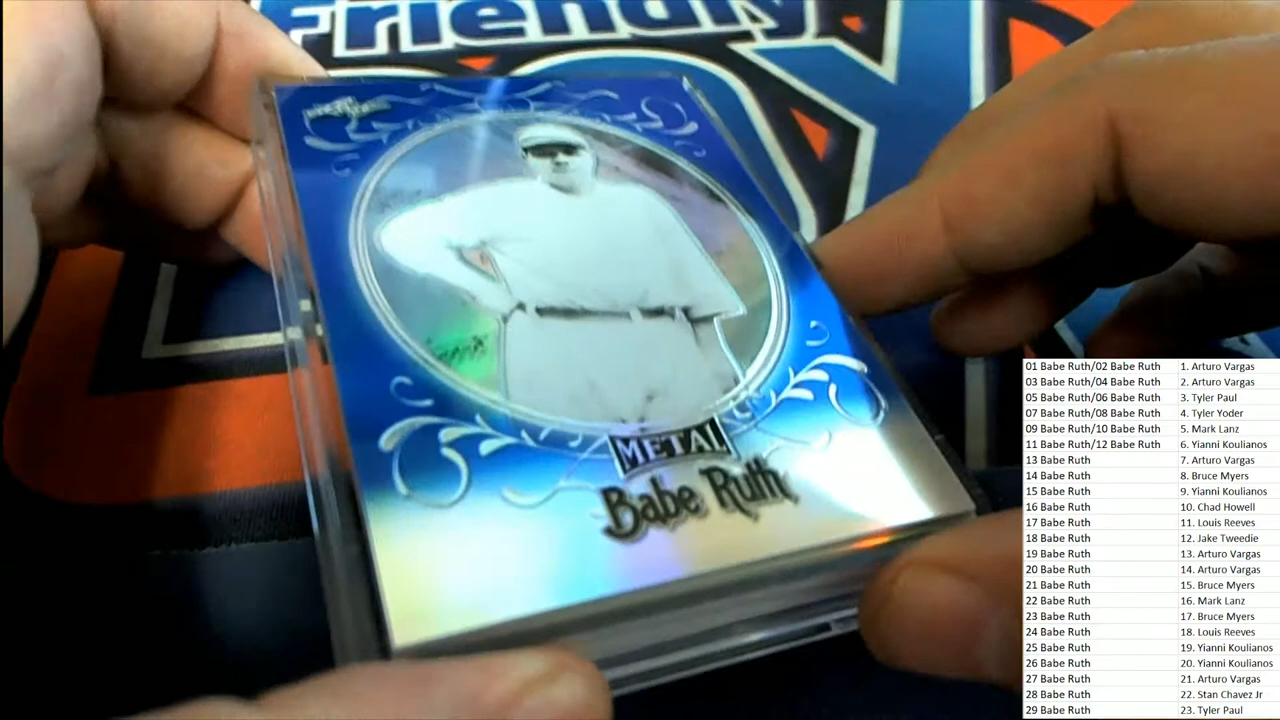 Friendly
METAL
Babe Ruth
01 Babe Ruth/02 Babe Ruth 1. Arturo Vargas
03 Babe Ruth/04 Babe Ruth 2. Arturo Vargas
05 Babe Ruth/06 Babe Ruth 3. Tyler Paul
07 Babe Ruth/08 Babe Ruth 4. Tyler Yoder
09 Babe Ruth/10 Babe Ruth 5. Mark Lanz
11 Babe Ruth/12 Babe Ruth 6. Yianni Koulianos
13 Babe Ruth 7. Arturo Vargas
14 Babe Ruth 8. Bruce Myers
15 Babe Ruth 9. Yianni Koulianos
16 Babe Ruth 10. Chad Howell
17 Babe Ruth 11. Louis Reeves
18 Babe Ruth 12. Jake Tweedie
19 Babe Ruth 13. Arturo Vargas
20 Babe Ruth 14. Arturo Vargas
21 Babe Ruth 15. Bruce Myers
22 Babe Ruth 16. Mark Lanz
23 Babe Ruth 17. Bruce Myers
24 Babe Ruth 18. Louis Reeves
25 Babe Ruth 19. Yianni Koulianos
26 Babe Ruth 20. Yianni Koulianos
27 Babe Ruth 21. Arturo Vargas
28 Babe Ruth 22. Stan Chavez Jr
29 Babe Ruth 23. Tyler Paul